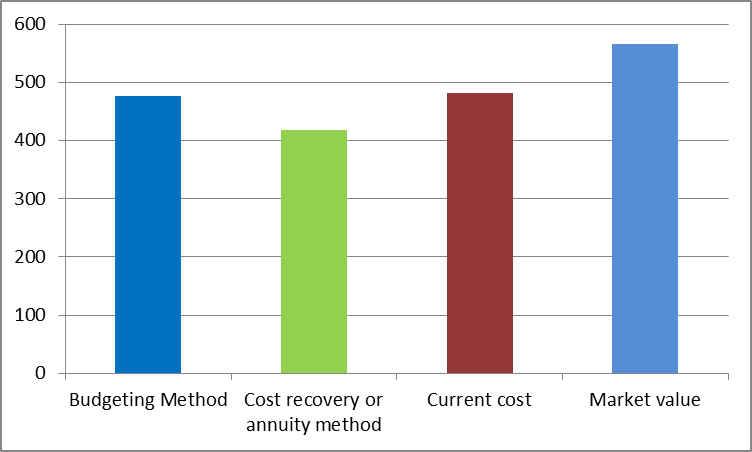 600
500
400
300
200
100
0
Budgeting Method
Cost recovery or
annuity method
Current cost
Market value